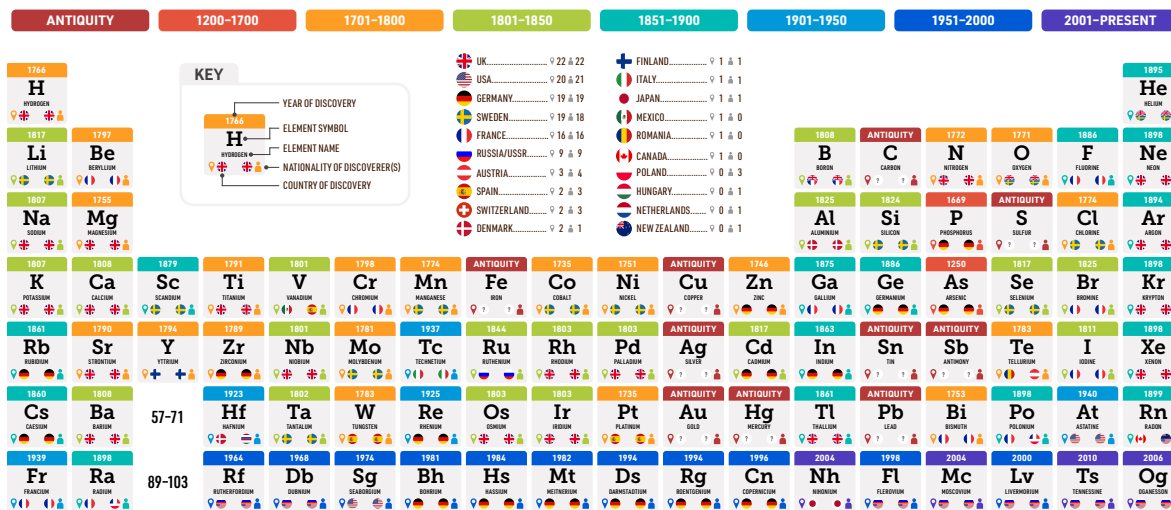 ANTIQUITY 1200–1700 1701–1800 1801–1850 1851–1900 1901–1950 1951–2000 2001–PRESENT
KEY
YEAR OF DISCOVERY
ELEMENT SYMBOL
ELEMENT NAME
NATIONALITY OF DISCOVERER(S)
COUNTRY OF DISCOVERY
1766
H
HYDROGEN
UK 22 22
USA 20 21
GERMANY 19 19
SWEDEN 19 18
FRANCE 16 16
RUSSIA/USSR 9 9
AUSTRIA 3 4
SPAIN 2 3
SWITZERLAND 2 3
DENMARK 2 1
FINLAND 1 1
ITALY 1 1
JAPAN 1 1
MEXICO 1 0
ROMANIA 1 0
CANADA 1 0
POLAND 0 3
HUNGARY 0 1
NETHERLANDS 0 1
NEW ZEALAND 0 1
1766 1895
H He
HYDROGEN HELIUM
1817 1797 1808 ANTIQUITY 1772 1771 1886 1898
Li Be B C N O F Ne
LITHIUM BERYLLIUM BORON CARBON NITROGEN OXYGEN FLUORINE NEON
? ?
1807 1755 1825 1824 1669 ANTIQUITY 1774 1894
Na Mg Al Si P S Cl Ar
SODIUM MAGNESIUM ALUMINIUM SILICON PHOSPHORUS SULFUR CHLORINE ARGON
? ?
1807 1808 1879 1791 1801 1798 1774 ANTIQUITY 1735 1751 ANTIQUITY 1746 1875 1886 1250 1817 1825 1898
K Ca Sc Ti V Cr Mn Fe Co Ni Cu Zn Ga Ge As Se Br Kr
POTASSIUM CALCIUM SCANDIUM TITANIUM VANADIUM CHROMIUM MANGANESE IRON COBALT NICKEL COPPER ZINC GALLIUM GERMANIUM ARSENIC SELENIUM BROMINE KRYPTON
? ? ? ?
1861 1790 1794 1789 1801 1781 1937 1844 1803 1803 ANTIQUITY 1817 1863 ANTIQUITY ANTIQUITY 1783 1811 1898
Rb Sr Y Zr Nb Mo Tc Ru Rh Pd Ag Cd In Sn Sb Te I Xe
RUBIDIUM STRONTIUM YTTRIUM ZIRCONIUM NIOBIUM MOLYBDENUM TECHNETIUM RUTHENIUM RHODIUM PALLADIUM SILVER CADMIUM INDIUM TIN ANTIMONY TELLURIUM IODINE XENON
? ? ? ? ? ?
1860 1808 1923 1802 1783 1925 1803 1803 1735 ANTIQUITY ANTIQUITY 1861 ANTIQUITY 1753 1898 1940 1899
Cs Ba 57–71 Hf Ta W Re Os Ir Pt Au Hg Tl Pb Bi Po At Rn
CAESIUM BARIUM HAFNIUM TANTALUM TUNGSTEN RHENIUM OSMIUM IRIDIUM PLATINUM GOLD MERCURY THALLIUM LEAD BISMUTH POLONIUM ASTATINE RADON
? ? ? ? ? ?
1939 1898 1964 1968 1974 1981 1984 1982 1994 1994 1996 2004 1998 2004 2000 2010 2006
Fr Ra 89–103 Rf Db Sg Bh Hs Mt Ds Rg Cn Nh Fl Mc Lv Ts Og
FRANCIUM RADIUM RUTHERFORDIUM DUBNIUM SEABORGIUM BOHRIUM HASSIUM MEITNERIUM DARMSTADTIUM ROENTGENIUM COPERNICIUM NIHONIUM FLEROVIUM MOSCOVIUM LIVERMORIUM TENNESSINE OGANESSON